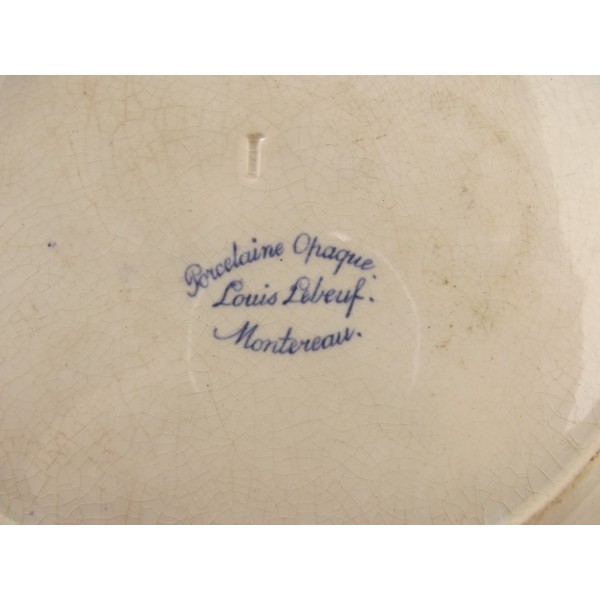 I
Porcelaine Opaque.
Louis Lebeuf.
Montereau.